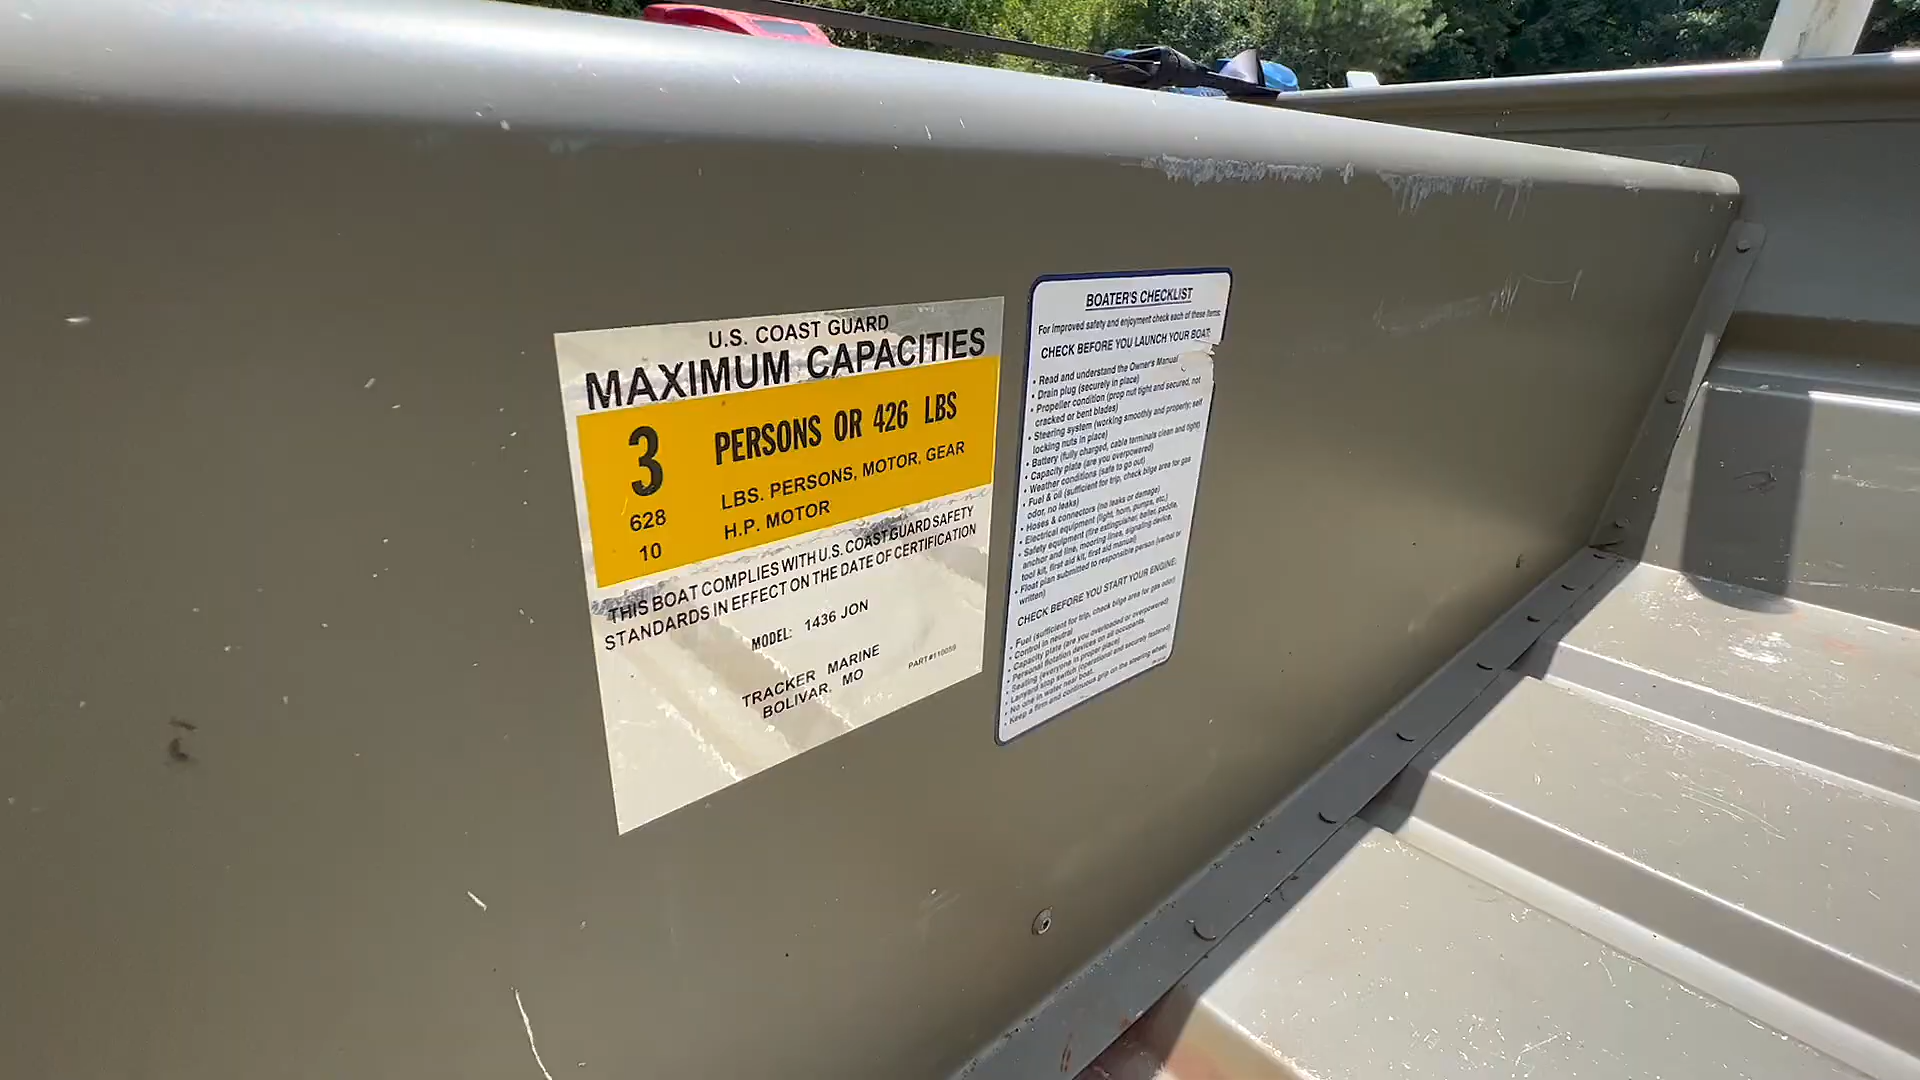 U.S. COAST GUARD
MAXIMUM CAPACITIES
3 PERSONS OR 426 LBS
628 LBS. PERSONS, MOTOR, GEAR
10 H.P. MOTOR
THIS BOAT COMPLIES WITH U.S. COAST GUARD SAFETY
STANDARDS IN EFFECT ON THE DATE OF CERTIFICATION
MODEL: 1436 JON
TRACKER MARINE
BOLIVAR, MO
PART#110059
BOATER'S CHECKLIST
For improved safety and enjoyment check each of these items:
CHECK BEFORE YOU LAUNCH YOUR BOAT:
• Read and understand the Owner's Manual
• Drain plug (securely in place)
• Propeller condition (prop nut tight and secured, not
cracked or bent blades)
• Steering system (working smoothly and properly; self
locking nuts in place)
• Battery (fully charged, cable terminals clean and tight)
• Capacity plate (are you overpowered)
• Weather conditions (safe to go out)
• Fuel & oil (sufficient for trip, check bilge area for gas
odor, no leaks)
• Hoses & connectors (no leaks or damage)
• Electrical equipment (light, horn, pumps, etc.)
• Safety equipment (fire extinguisher, bailer, paddle,
anchor and line, mooring lines, signaling device,
tool kit, first aid kit, first aid manual)
• Float plan submitted to responsible person (verbal or
written)
CHECK BEFORE YOU START YOUR ENGINE:
• Fuel (sufficient for trip, check bilge area for gas odor)
• Control in neutral
• Capacity plate (are you overloaded or overpowered)
• Personal flotation devices on all occupants.
• Seating (everyone in proper place)
• Lanyard stop switch (operational and securely fastened)
• No one in water near boat.
• Keep a firm and continuous grip on the steering wheel.